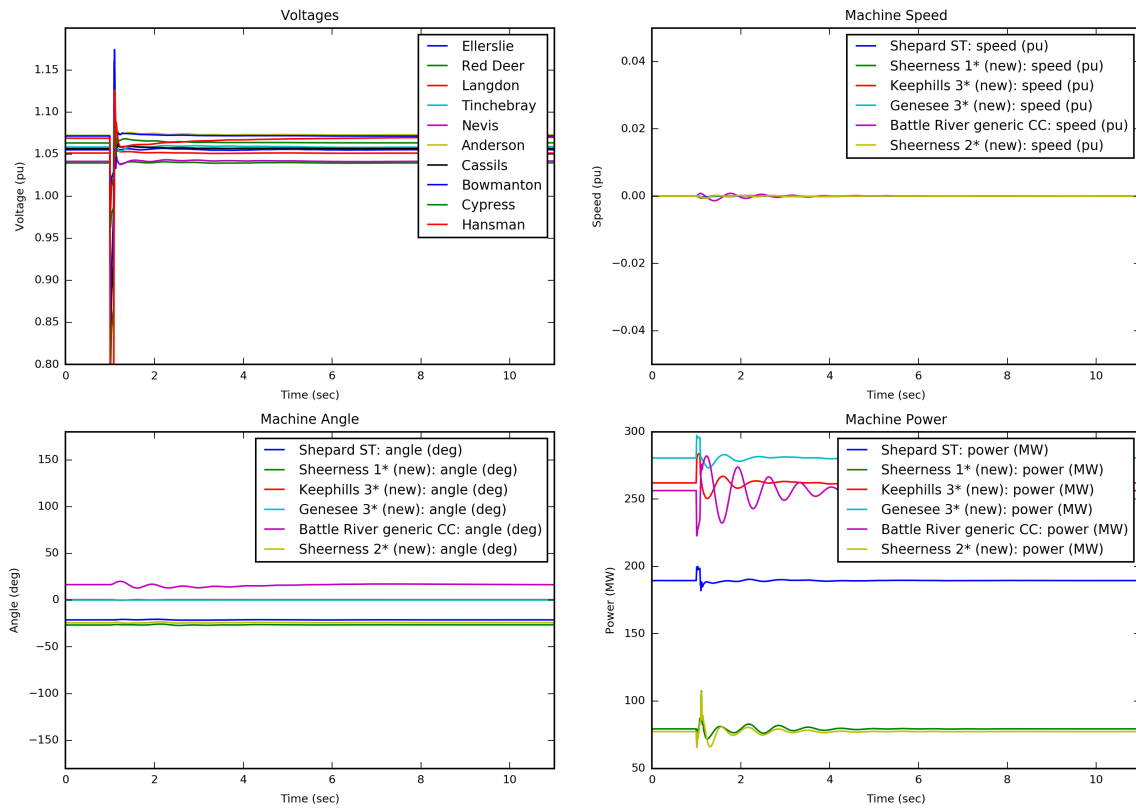 Voltages
1.15
1.10
1.05
1.00
0.95
0.90
0.85
0.80
Voltage (pu)
0 2 4 6 8 10
Time (sec)
Ellerslie
Red Deer
Langdon
Tinchebray
Nevis
Anderson
Cassils
Bowmanton
Cypress
Hansman
Machine Speed
0.04
0.02
0.00
−0.02
−0.04
Speed (pu)
0 2 4 6 8 10
Time (sec)
Shepard ST: speed (pu)
Sheerness 1* (new): speed (pu)
Keephills 3* (new): speed (pu)
Genesee 3* (new): speed (pu)
Battle River generic CC: speed (pu)
Sheerness 2* (new): speed (pu)
Machine Angle
150
100
50
0
−50
−100
−150
Angle (deg)
0 2 4 6 8 10
Time (sec)
Shepard ST: angle (deg)
Sheerness 1* (new): angle (deg)
Keephills 3* (new): angle (deg)
Genesee 3* (new): angle (deg)
Battle River generic CC: angle (deg)
Sheerness 2* (new): angle (deg)
Machine Power
300
250
200
150
100
50
Power (MW)
0 2 4 6 8 10
Time (sec)
Shepard ST: power (MW)
Sheerness 1* (new): power (MW)
Keephills 3* (new): power (MW)
Genesee 3* (new): power (MW)
Battle River generic CC: power (MW)
Sheerness 2* (new): power (MW)